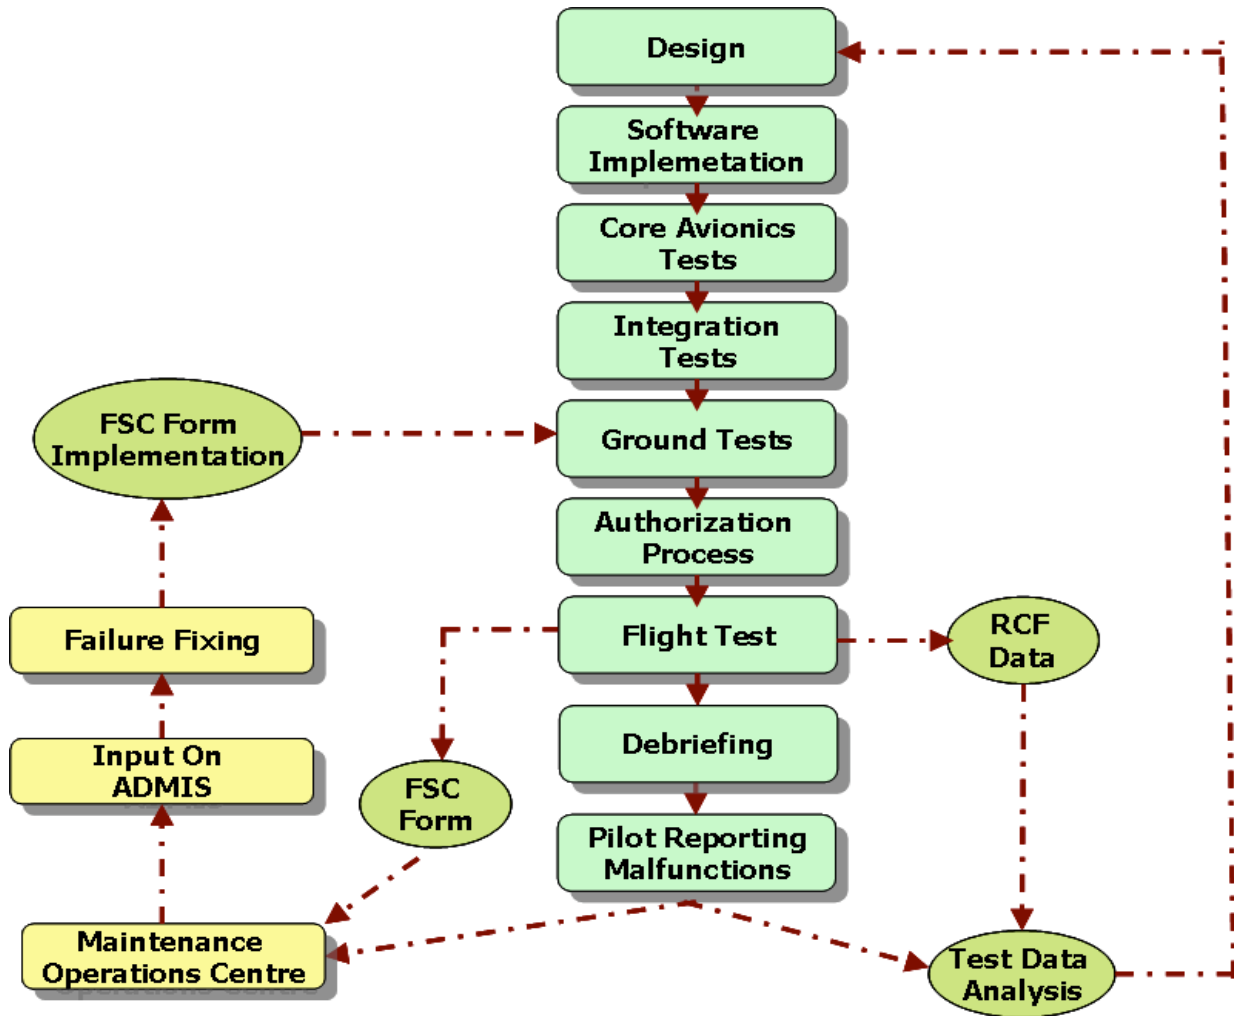 Design
Software
Implemetation
Core Avionics
Tests
Integration
Tests
FSC Form
Implementation
Ground Tests
Authorization
Process
Failure Fixing
Flight Test
RCF
Data
Input On
ADMIS
FSC
Form
Debriefing
Pilot Reporting
Malfunctions
Maintenance
Operations Centre
Test Data
Analysis